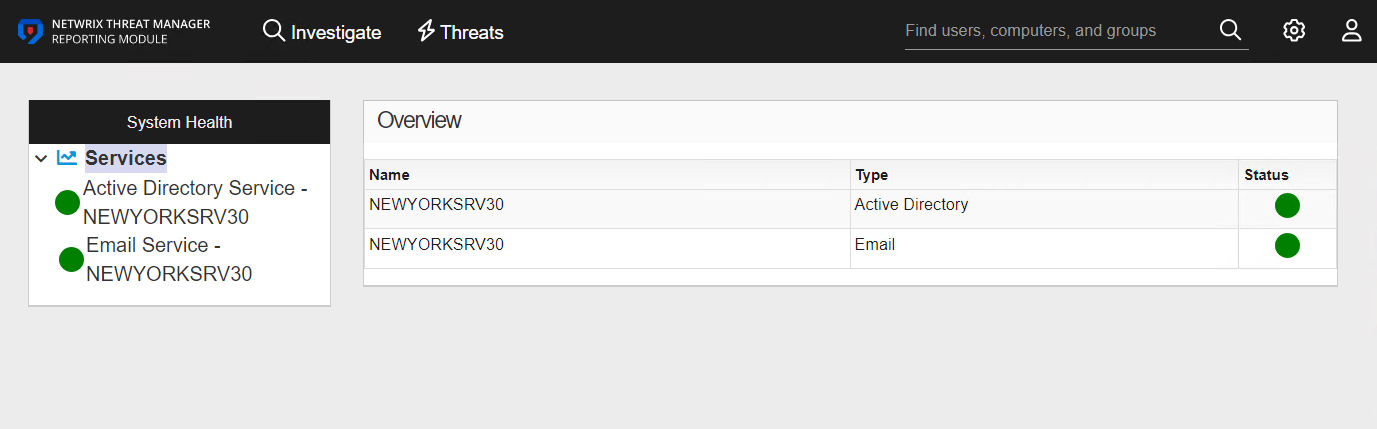 NETWRIX THREAT MANAGER
REPORTING MODULE
Investigate
Threats
Find users, computers, and groups
System Health
Services
Active Directory Service -
NEWYORKSRV30
Email Service -
NEWYORKSRV30
Overview
Name Type Status
NEWYORKSRV30 Active Directory
NEWYORKSRV30 Email